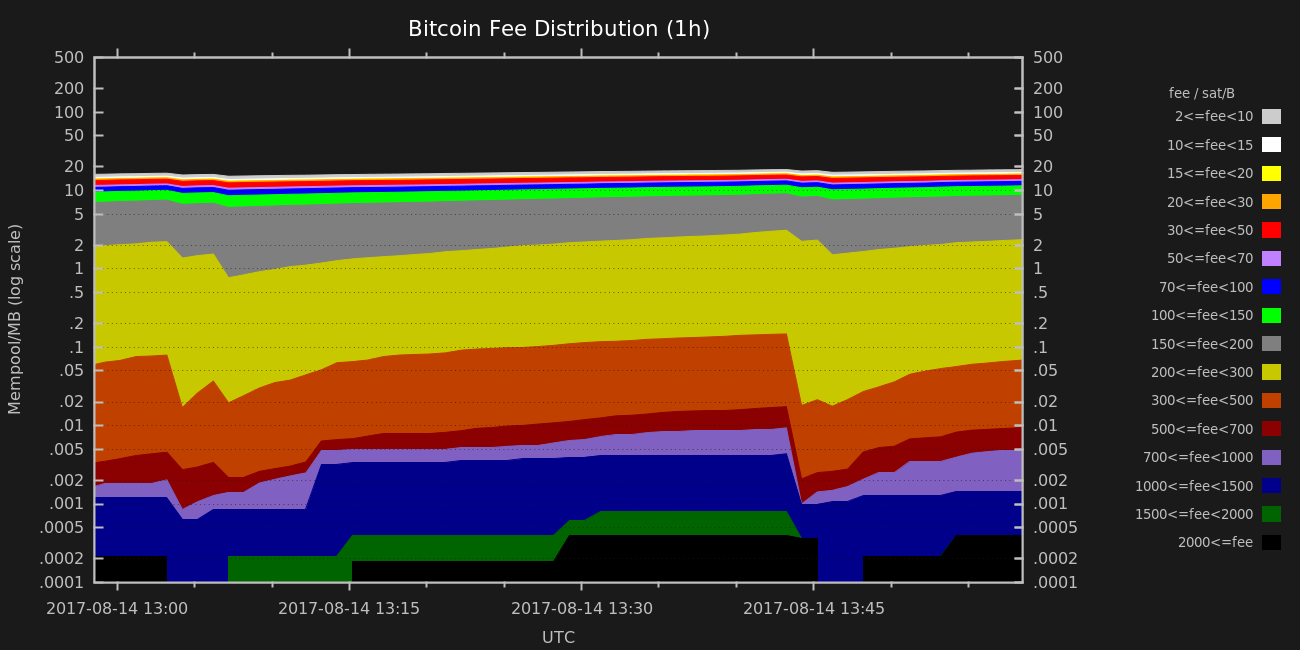 Bitcoin Fee Distribution (1h)
500
200
100
50
20
10
5
2
1
.5
.2
.1
.05
.02
.01
.005
.002
.001
.0005
.0002
.0001
Mempool/MB (log scale)
500
200
100
50
20
10
5
2
1
.5
.2
.1
.05
.02
.01
.005
.002
.001
.0005
.0002
.0001
2017-08-14 13:00 2017-08-14 13:15 2017-08-14 13:30 2017-08-14 13:45
UTC
fee / sat/B
2<=fee<10
10<=fee<15
15<=fee<20
20<=fee<30
30<=fee<50
50<=fee<70
70<=fee<100
100<=fee<150
150<=fee<200
200<=fee<300
300<=fee<500
500<=fee<700
700<=fee<1000
1000<=fee<1500
1500<=fee<2000
2000<=fee